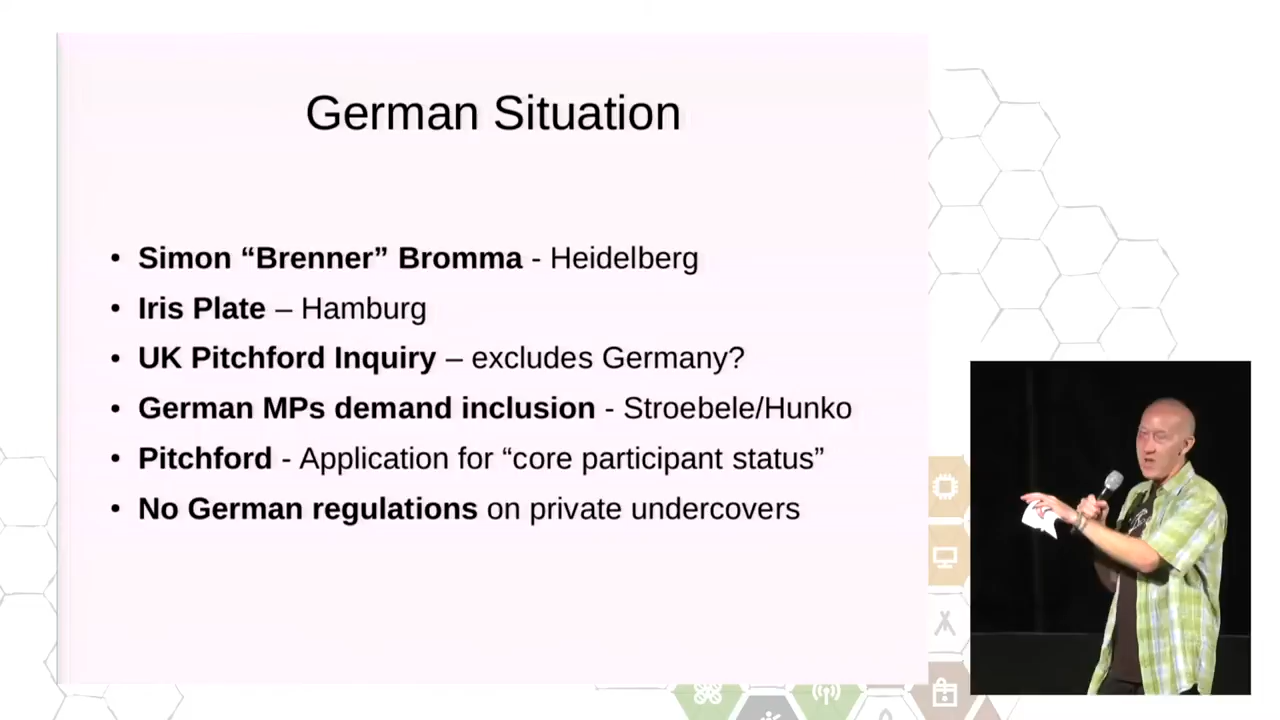 German Situation
• Simon “Brenner” Bromma - Heidelberg
• Iris Plate – Hamburg
• UK Pitchford Inquiry – excludes Germany?
• German MPs demand inclusion - Stroebele/Hunko
• Pitchford - Application for “core participant status”
• No German regulations on private undercovers